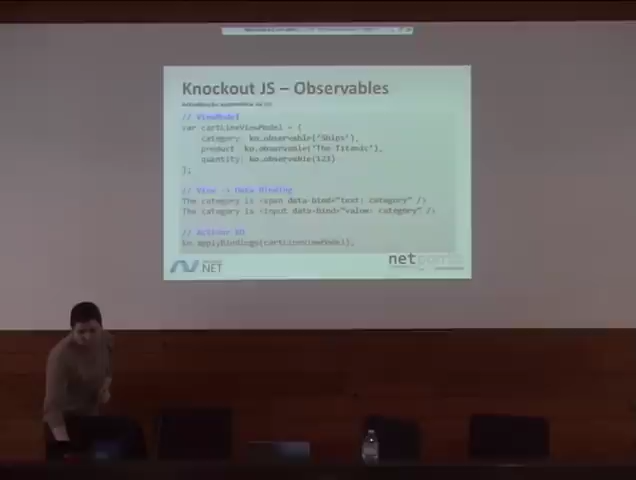 Knockout JS – Observables
// ViewModel
var cartLineViewModel = {
category: ko.observable('Ships'),
product: ko.observable('The Titanic'),
quantity: ko.observable(121)
};
// View -> Data Binding
The category is <span data-bind="text: category" />
The category is <input data-bind="value: category" />
// Activar KO
ko.applyBindings(cartLineViewModel);
.NET
netponto